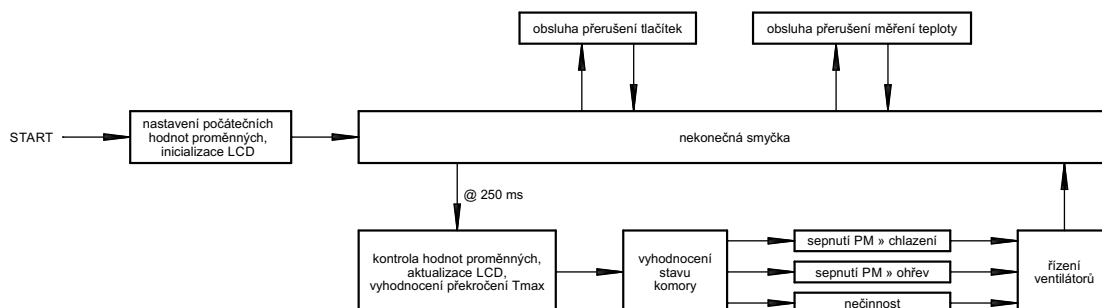 obsluha přerušení tlačítek
obsluha přerušení měření teploty
START
nastavení počátečních
hodnot proměnných,
inicializace LCD
nekonečná smyčka
@ 250 ms
kontrola hodnot proměnných,
aktualizace LCD,
vyhodnocení překročení Tmax
vyhodnocení
stavu
komory
sepnutí PM » chlazení
sepnutí PM » ohřev
nečinnost
řízení
ventilátorů